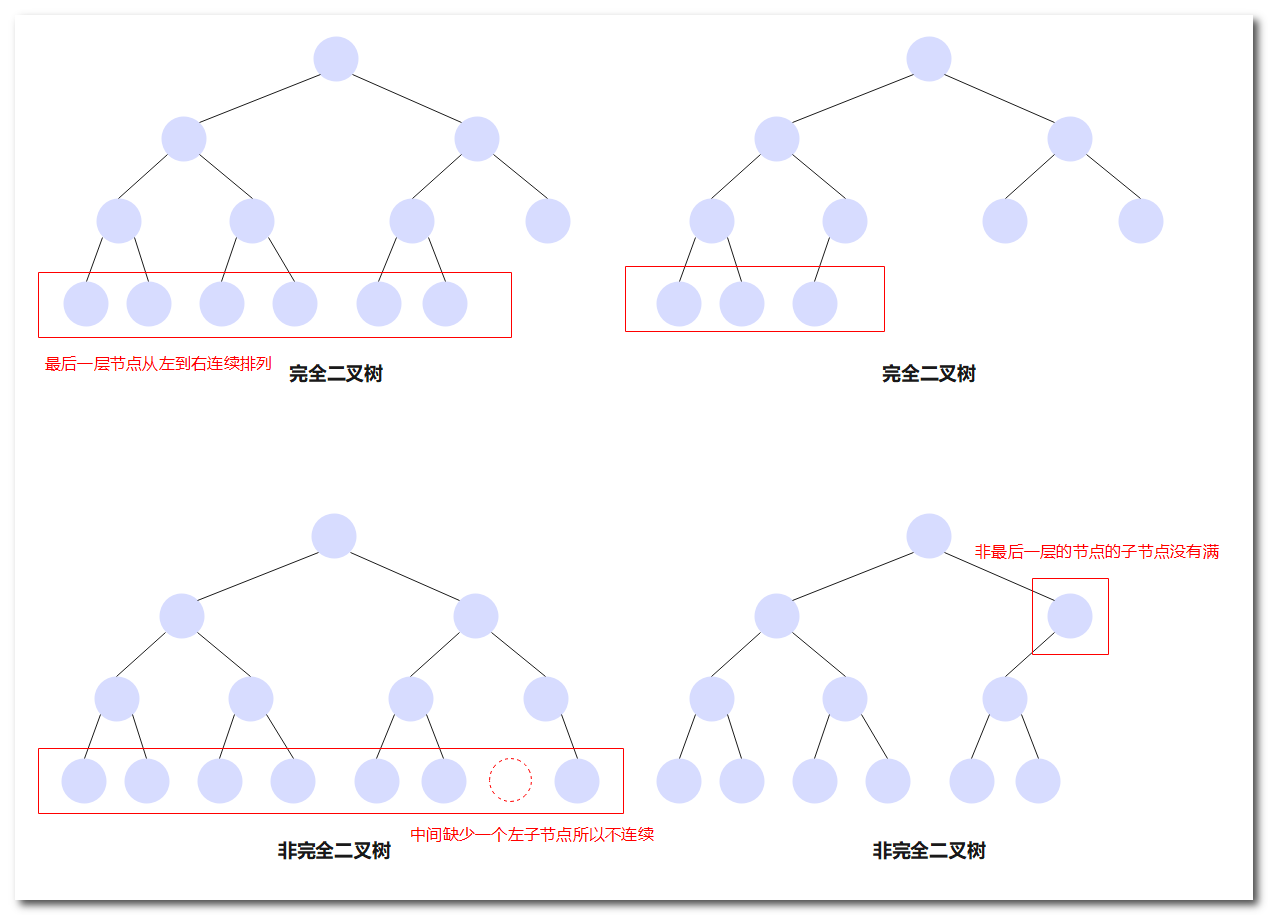 最后一层节点从左到右连续排列
完全二叉树
完全二叉树
非最后一层的节点的子节点没有满
中间缺少一个左子节点所以不连续
非完全二叉树
非完全二叉树